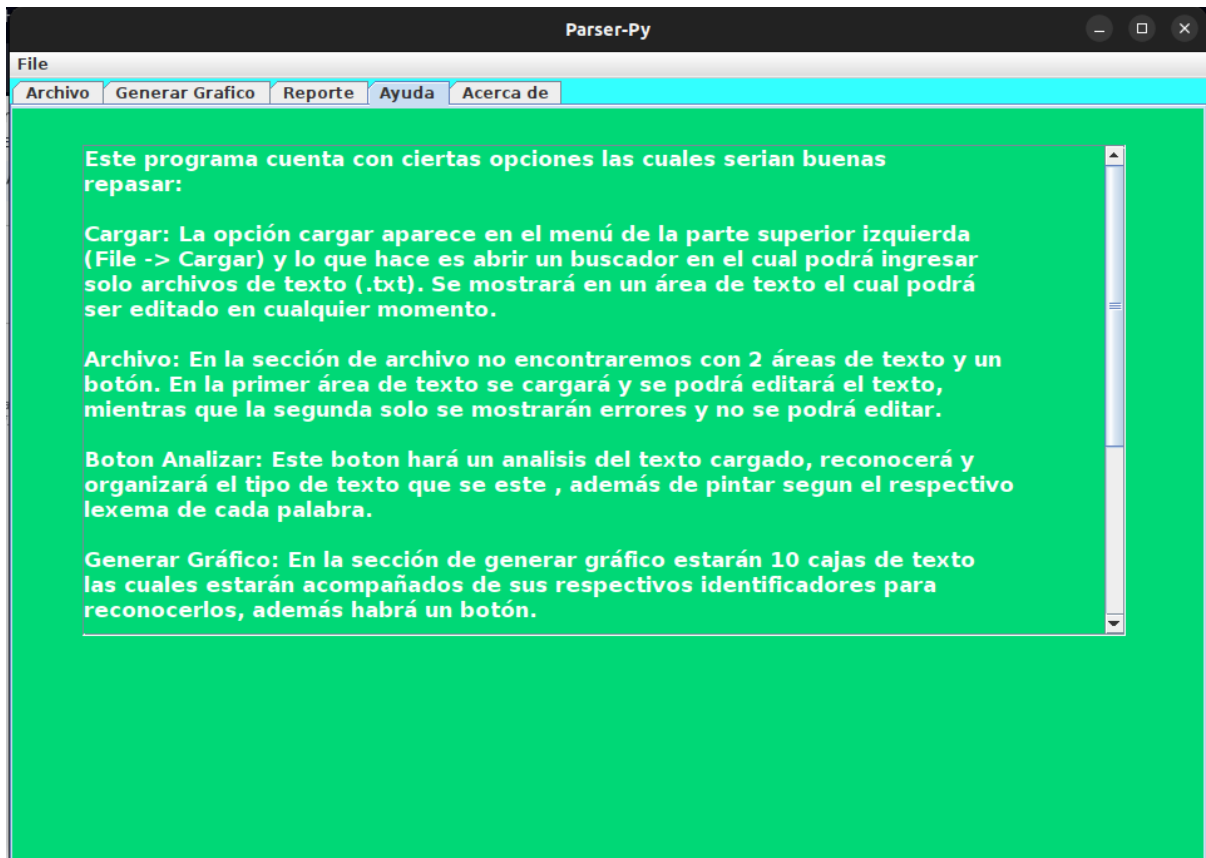 Parser-Py
File
Archivo Generar Grafico Reporte Ayuda Acerca de
Este programa cuenta con ciertas opciones las cuales serian buenas
repasar:
Cargar: La opción cargar aparece en el menú de la parte superior izquierda
(File -> Cargar) y lo que hace es abrir un buscador en el cual podrá ingresar
solo archivos de texto (.txt). Se mostrará en un área de texto el cual podrá
ser editado en cualquier momento.
Archivo: En la sección de archivo no encontraremos con 2 áreas de texto y un
botón. En la primer área de texto se cargará y se podrá editará el texto,
mientras que la segunda solo se mostrarán errores y no se podrá editar.
Boton Analizar: Este boton hará un analisis del texto cargado, reconocerá y
organizará el tipo de texto que se este , además de pintar segun el respectivo
lexema de cada palabra.
Generar Gráfico: En la sección de generar gráfico estarán 10 cajas de texto
las cuales estarán acompañados de sus respectivos identificadores para
reconocerlos, además habrá un botón.